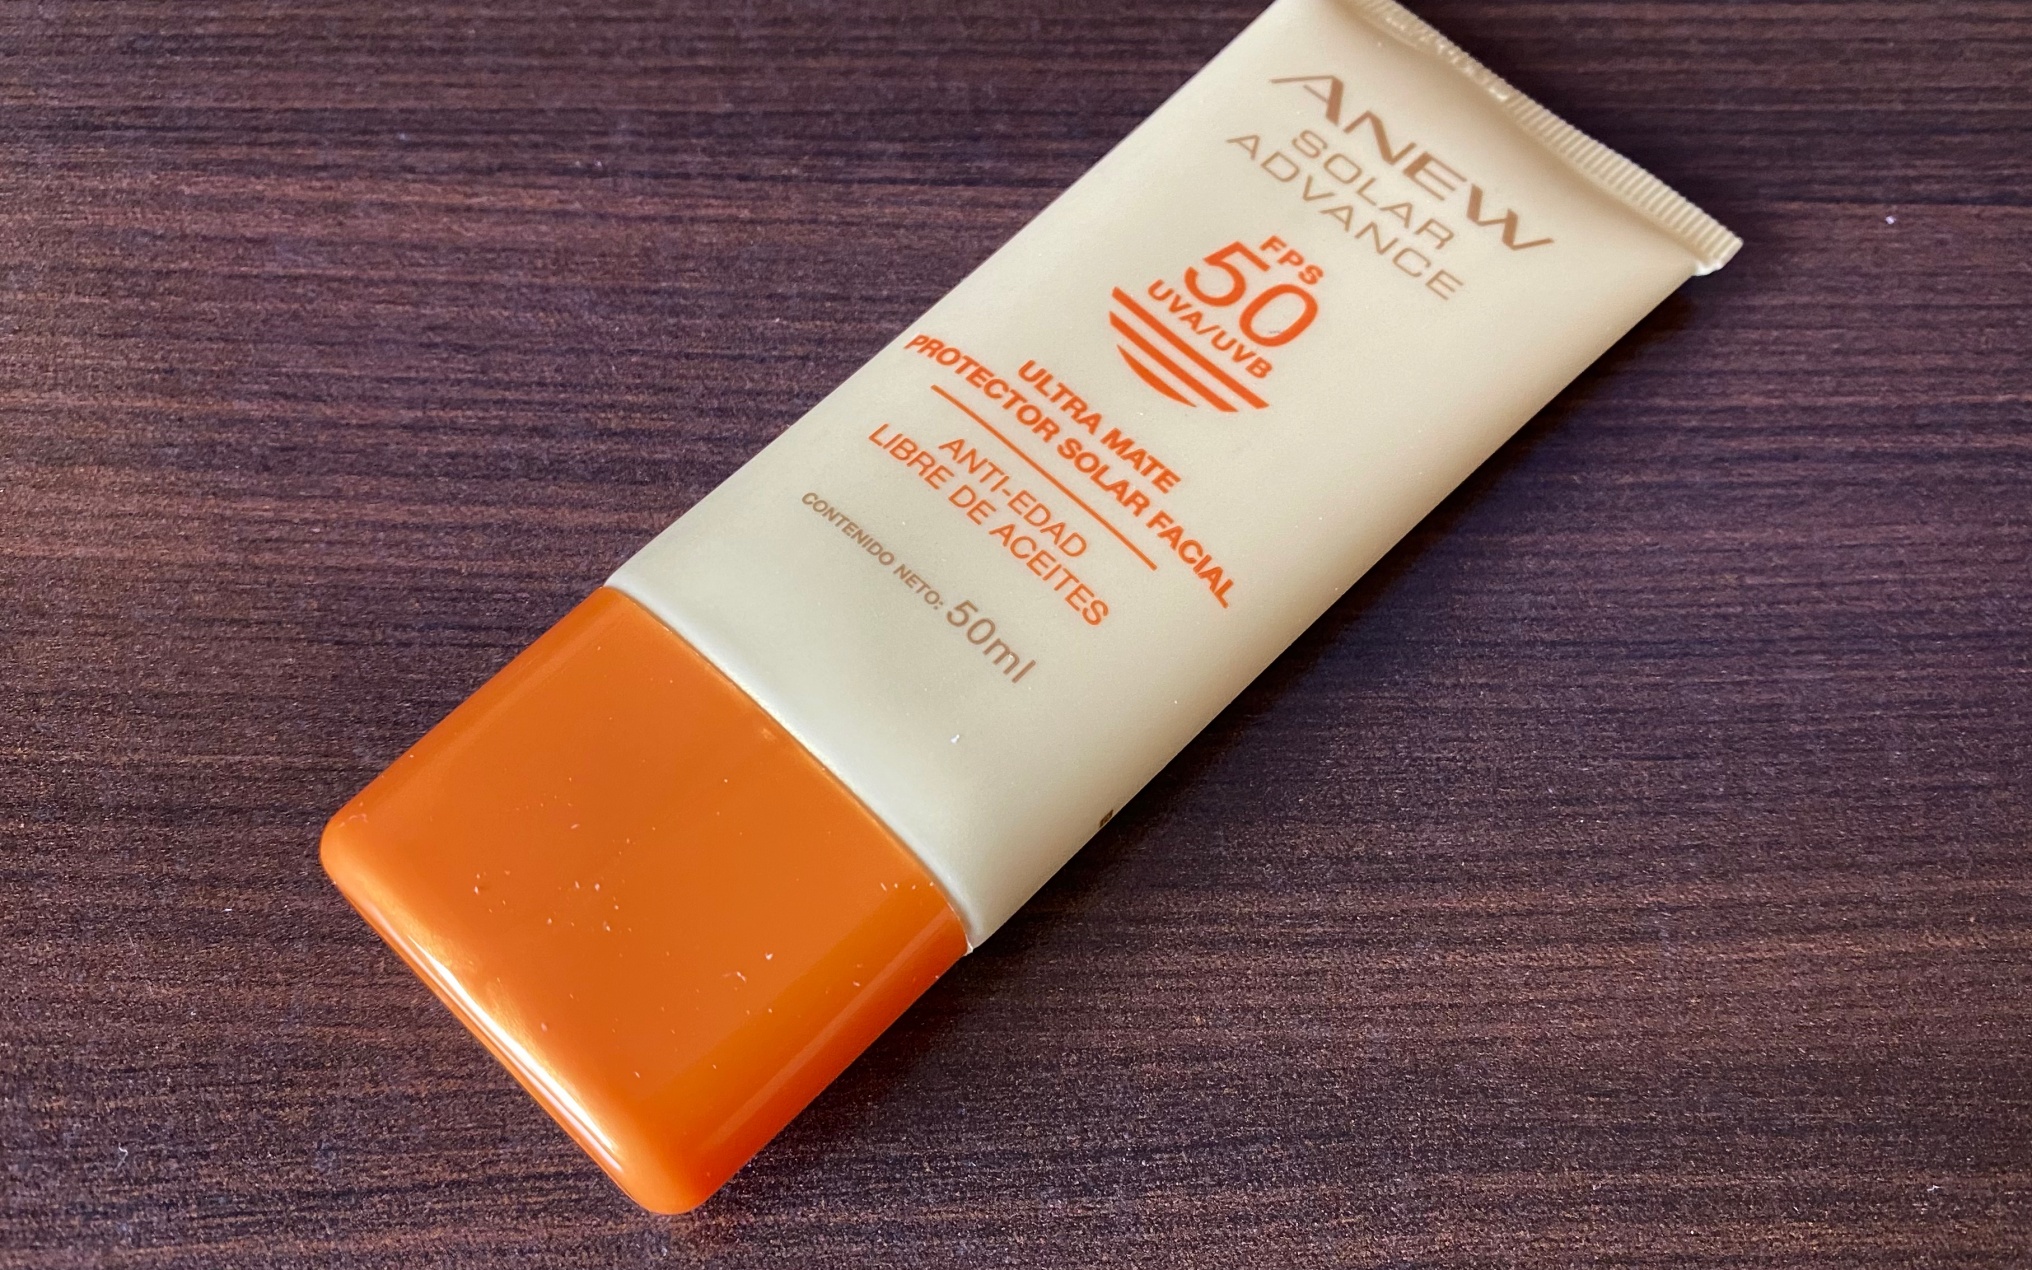 ANEW
SOLAR
ADVANCE
FPS
50
UVA/UVB
ULTRA MATE
PROTECTOR SOLAR FACIAL
ANTI-EDAD
LIBRE DE ACEITES
CONTENIDO NETO: 50ml